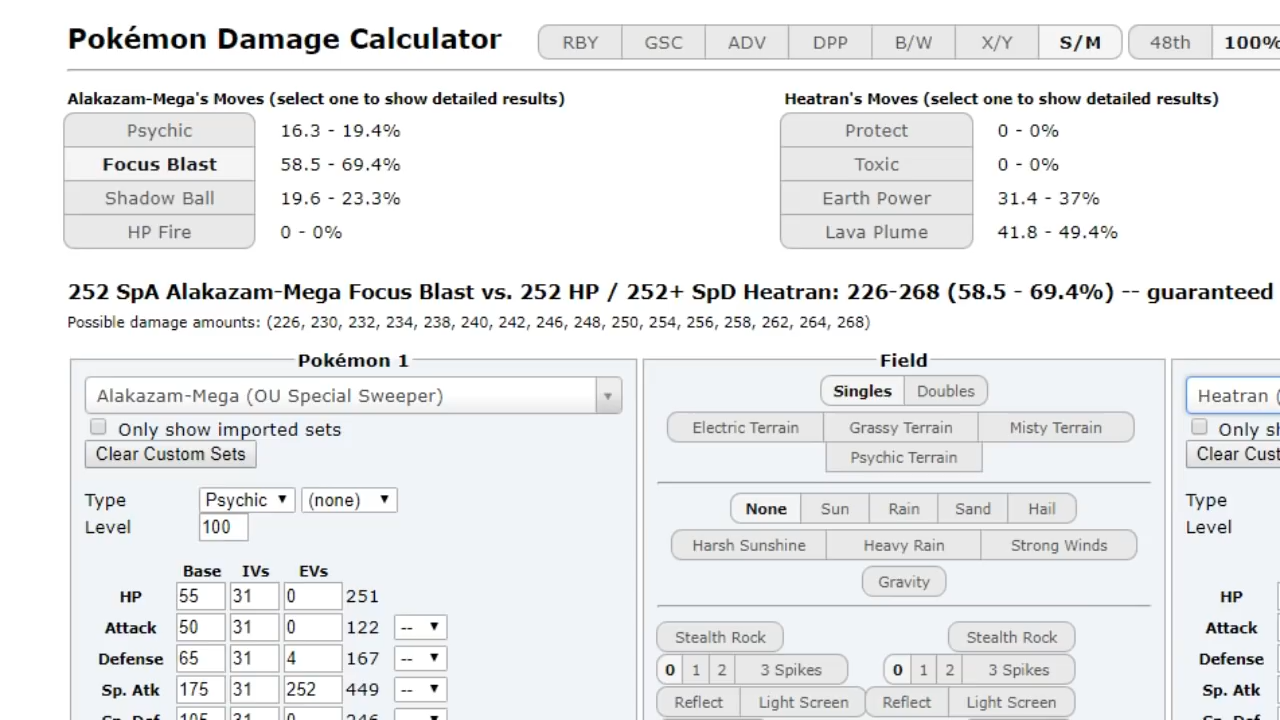 Pokémon Damage Calculator RBY GSC ADV DPP B/W X/Y S/M 48th 100%
Alakazam-Mega's Moves (select one to show detailed results) Heatran's Moves (select one to show detailed results)
Psychic 16.3 - 19.4% Protect 0 - 0%
Focus Blast 58.5 - 69.4% Toxic 0 - 0%
Shadow Ball 19.6 - 23.3% Earth Power 31.4 - 37%
HP Fire 0 - 0% Lava Plume 41.8 - 49.4%
252 SpA Alakazam-Mega Focus Blast vs. 252 HP / 252+ SpD Heatran: 226-268 (58.5 - 69.4%) -- guaranteed
Possible damage amounts: (226, 230, 232, 234, 238, 240, 242, 246, 248, 250, 254, 256, 258, 262, 264, 268)
Pokémon 1 Field
Alakazam-Mega (OU Special Sweeper) Singles Doubles Heatran (
Only show imported sets Electric Terrain Grassy Terrain Misty Terrain Only sh
Clear Custom Sets Psychic Terrain Clear Cust
Type Psychic (none) None Sun Rain Sand Hail Type
Level 100 Level
Harsh Sunshine Heavy Rain Strong Winds
Base IVs EVs Gravity
HP 55 31 0 251 HP
Attack 50 31 0 122 -- Stealth Rock Stealth Rock Attack
Defense 65 31 4 167 -- 0 1 2 3 Spikes 0 1 2 3 Spikes Defense
Sp. Atk 175 31 252 449 -- Reflect Light Screen Reflect Light Screen Sp. Atk